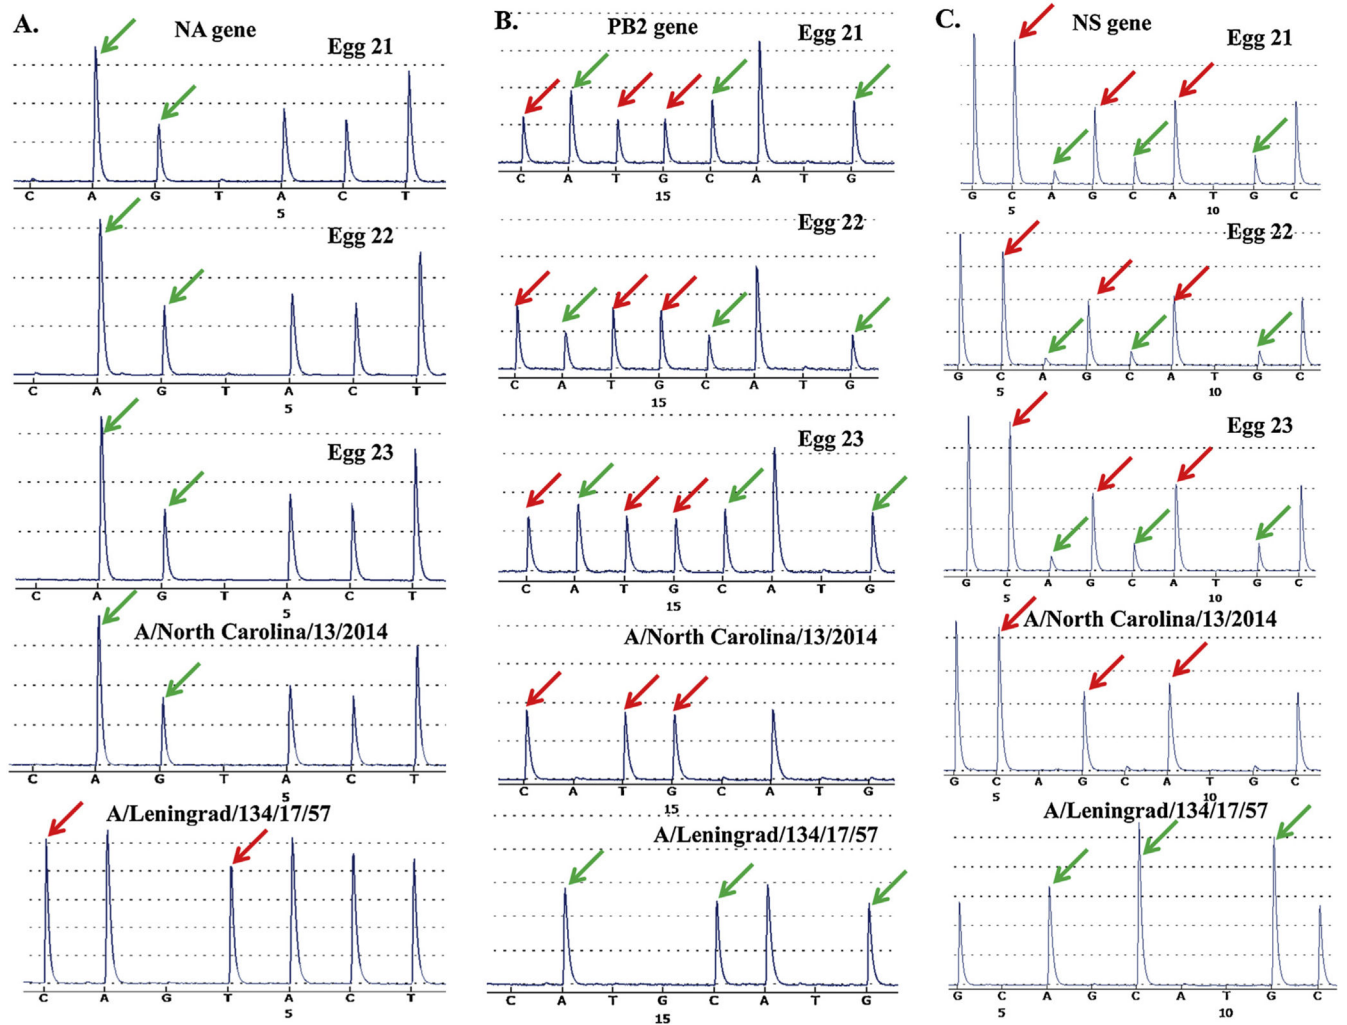 A.
NA gene
Egg 21
C A G T A C T
5
Egg 22
C A G T A C T
5
Egg 23
C A G T A C T
5
A/North Carolina/13/2014
C A G T A C T
5
A/Leningrad/134/17/57
C A G T A C T
5
B.
PB2 gene
Egg 21
C A T G C A T G
15
Egg 22
C A T G C A T G
15
Egg 23
C A T G C A T G
15
A/North Carolina/13/2014
C A T G C A T G
15
A/Leningrad/134/17/57
C A T G C A T G
15
C.
NS gene
Egg 21
G C A G C A T G C
5 10
Egg 22
G C A G C A T G C
5 10
Egg 23
G C A G C A T G C
5 10
A/North Carolina/13/2014
G C A G C A T G C
5 10
A/Leningrad/134/17/57
G C A G C A T G C
5 10